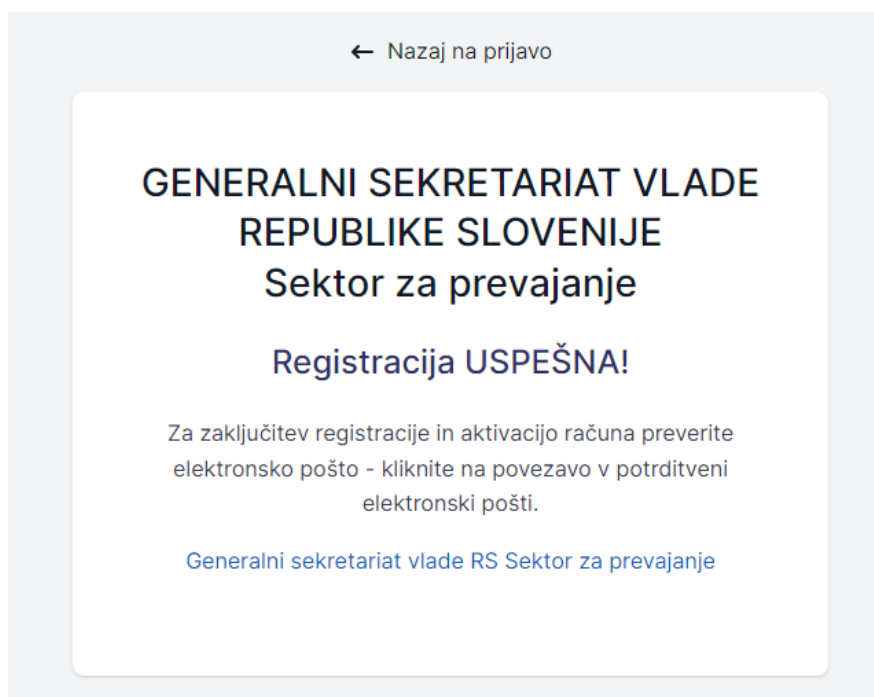 ← Nazaj na prijavo
GENERALNI SEKRETARIAT VLADE
REPUBLIKE SLOVENIJE
Sektor za prevajanje
Registracija USPEŠNA!
Za zaključitev registracije in aktivacijo računa preverite
elektronsko pošto - kliknite na povezavo v potrditveni
elektronski pošti.
Generalni sekretariat vlade RS Sektor za prevajanje